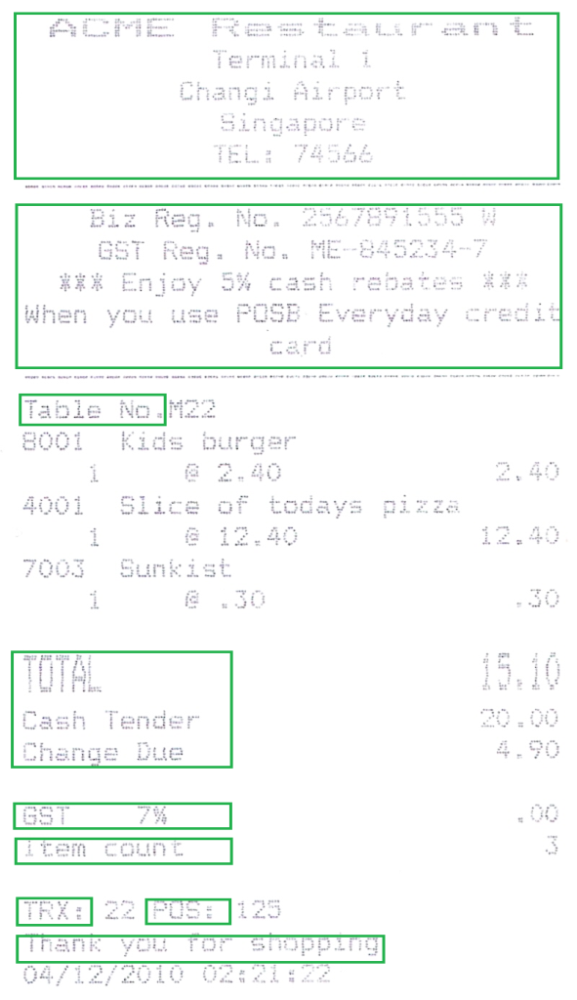 ACME Restaurant
Terminal 1
Changi Airport
Singapore
TEL: 74566
Biz Reg. No. 2567891555 W
GST Reg. No. ME-845234-7
*** Enjoy 5% cash rebates ***
When you use POSB Everyday credit
card
Table No.M22
8001 Kids burger
1 @ 2.40 2.40
4001 Slice of todays pizza
1 @ 12.40 12.40
7003 Sunkist
1 @ .30 .30
TOTAL 15.10
Cash Tender 20.00
Change Due 4.90
GST 7% .00
item count 3
TRX: 22 POS: 125
Thank you for shopping
04/12/2010 02:21:22